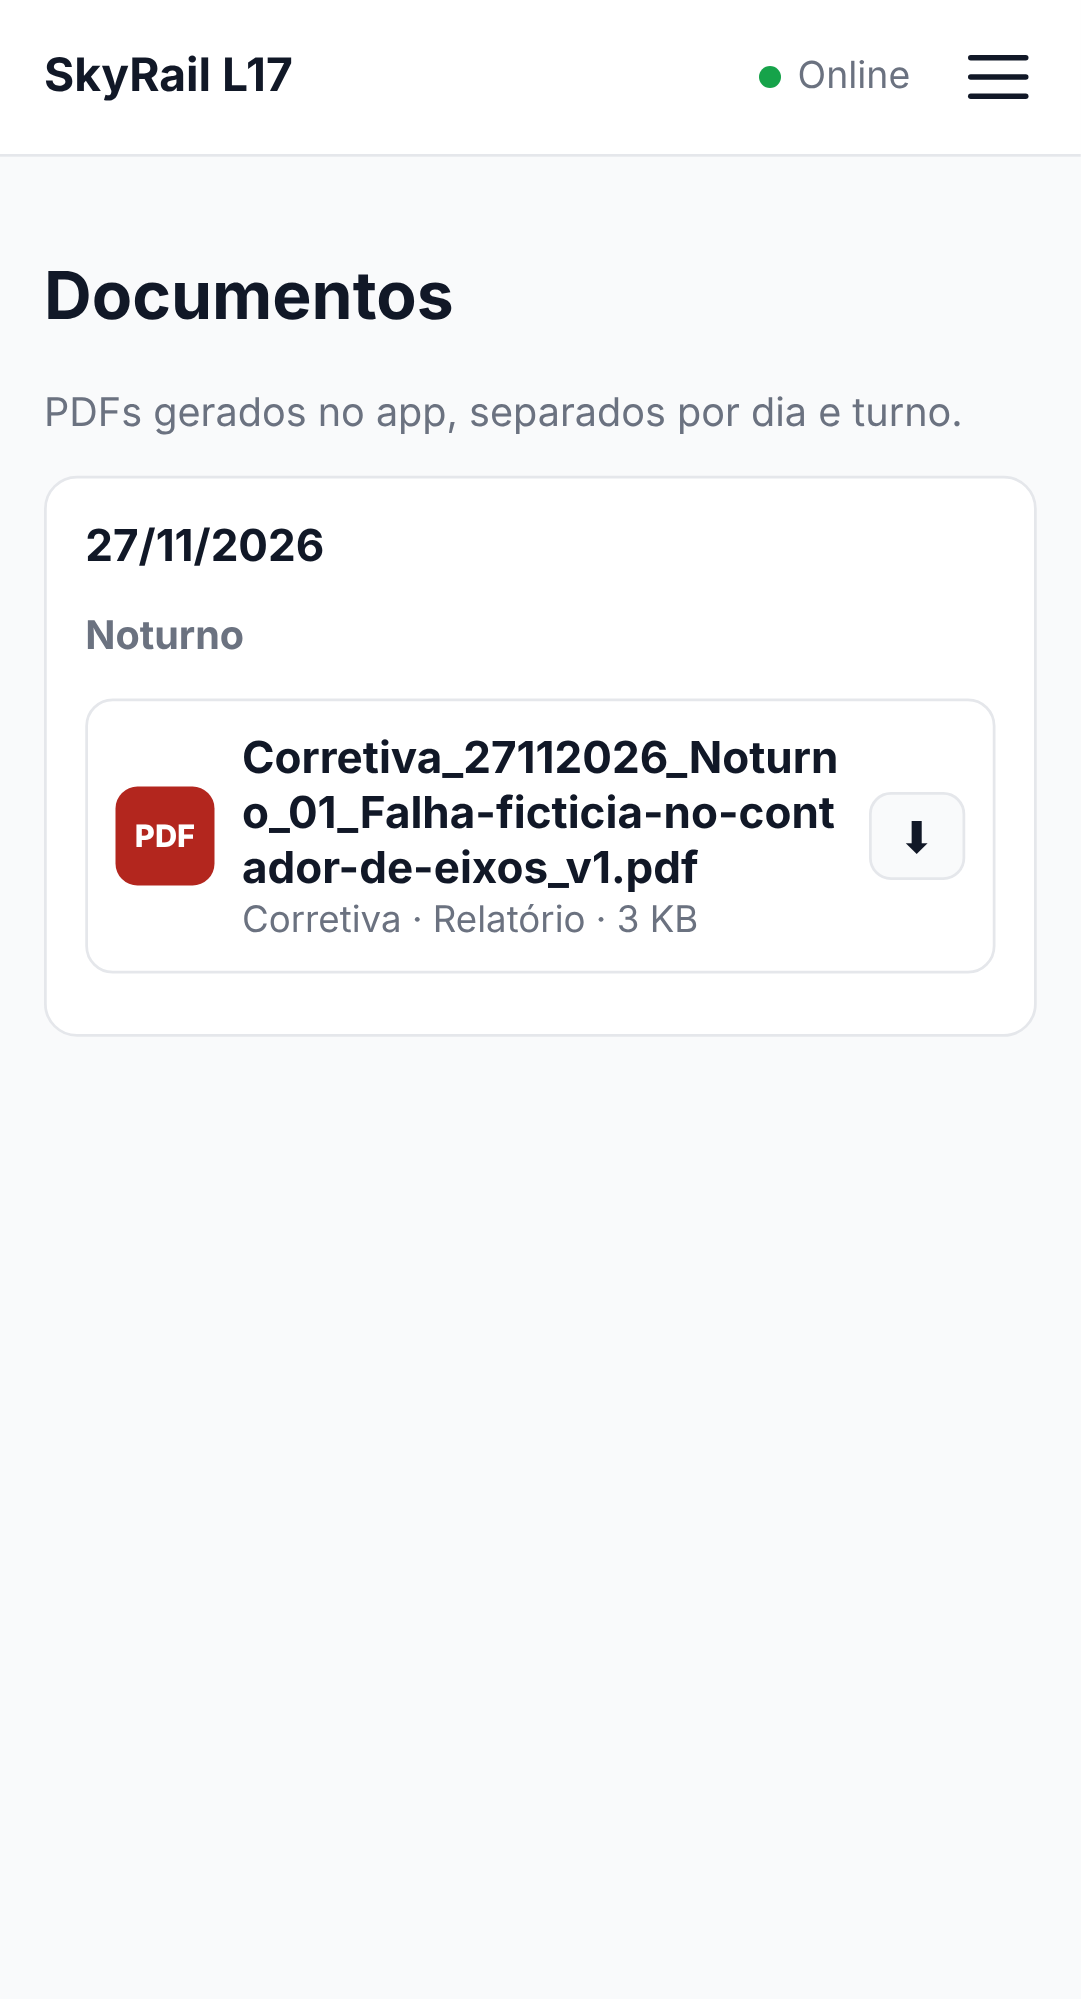 SkyRail L17
Online
Documentos
PDFs gerados no app, separados por dia e turno.
27/11/2026
Noturno
PDF
Corretiva_27112026_Noturn
o_01_Falha-ficticia-no-cont
ador-de-eixos_v1.pdf
Corretiva · Relatório · 3 KB